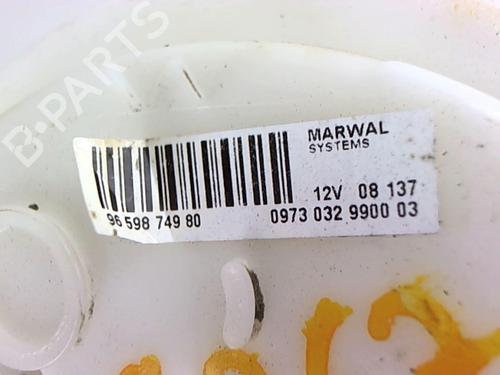 B-PARTS
MARWAL
SYSTEMS
12V 08 137
96 598 749 80
0973 032 9900 03